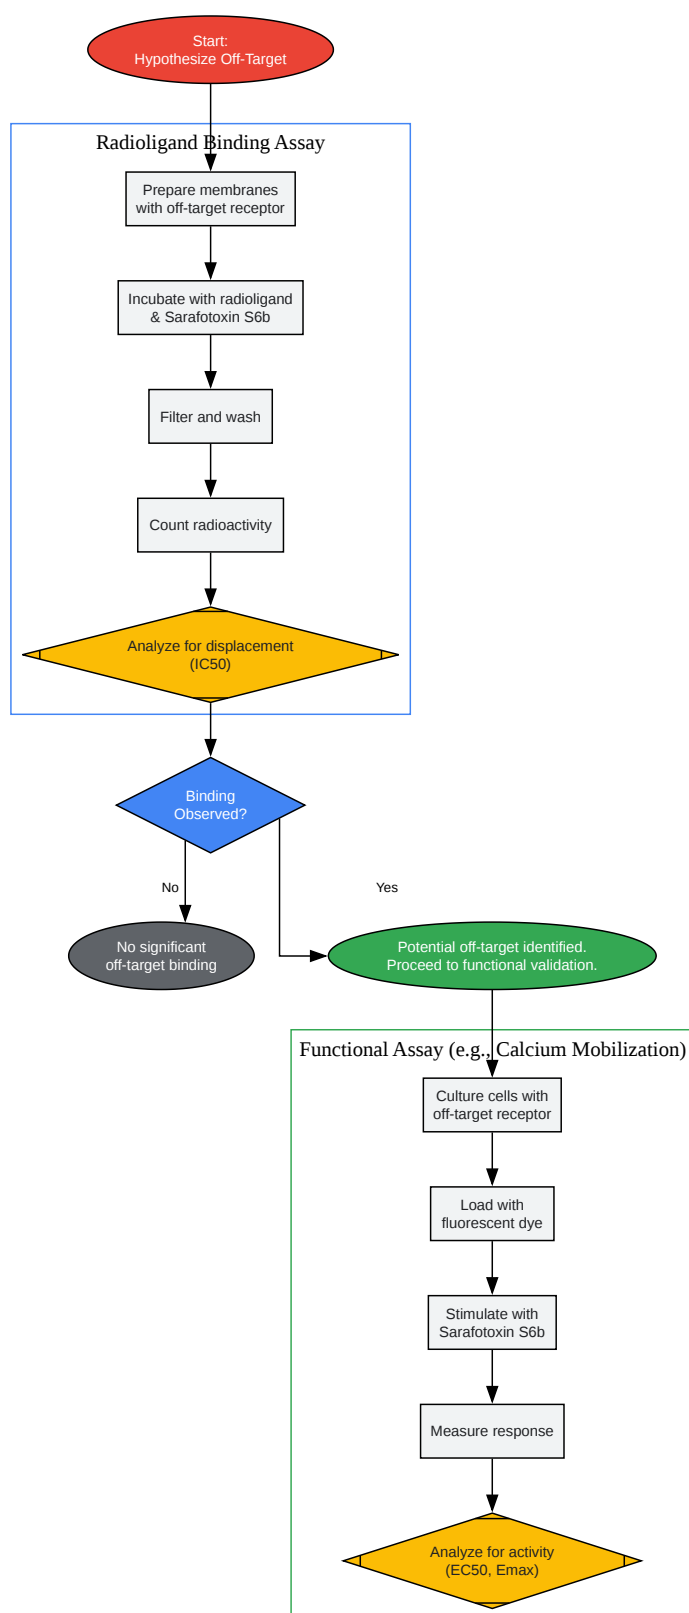 Start:
Hypothesize Off-Target
Radioligand Binding Assay
Prepare membranes
with off-target receptor
Incubate with radioligand
& Sarafotoxin S6b
Filter and wash
Count radioactivity
Analyze for displacement
(IC50)
Binding
Observed?
No
Yes
No significant
off-target binding
Potential off-target identified.
Proceed to functional validation.
Functional Assay (e.g., Calcium Mobilization)
Culture cells with
off-target receptor
Load with
fluorescent dye
Stimulate with
Sarafotoxin S6b
Measure response
Analyze for activity
(EC50, Emax)